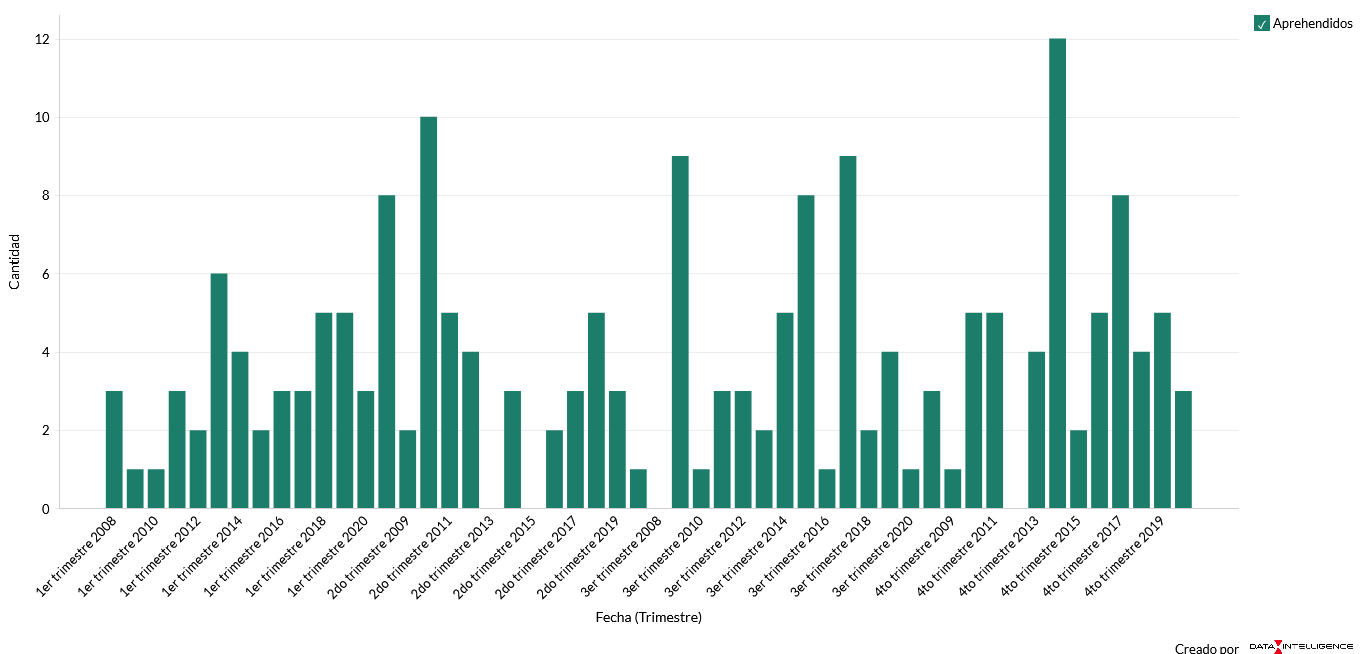 Aprehendidos
12
10
8
6
4
2
0
Cantidad
1er trimestre 2008
1er trimestre 2010
1er trimestre 2012
1er trimestre 2014
1er trimestre 2016
1er trimestre 2018
1er trimestre 2020
2do trimestre 2009
2do trimestre 2011
2do trimestre 2013
2do trimestre 2015
2do trimestre 2017
2do trimestre 2019
3er trimestre 2008
3er trimestre 2010
3er trimestre 2012
3er trimestre 2014
3er trimestre 2016
3er trimestre 2018
3er trimestre 2020
4to trimestre 2009
4to trimestre 2011
4to trimestre 2013
4to trimestre 2015
4to trimestre 2017
4to trimestre 2019
Fecha (Trimestre)
Creado por DATA INTELLIGENCE